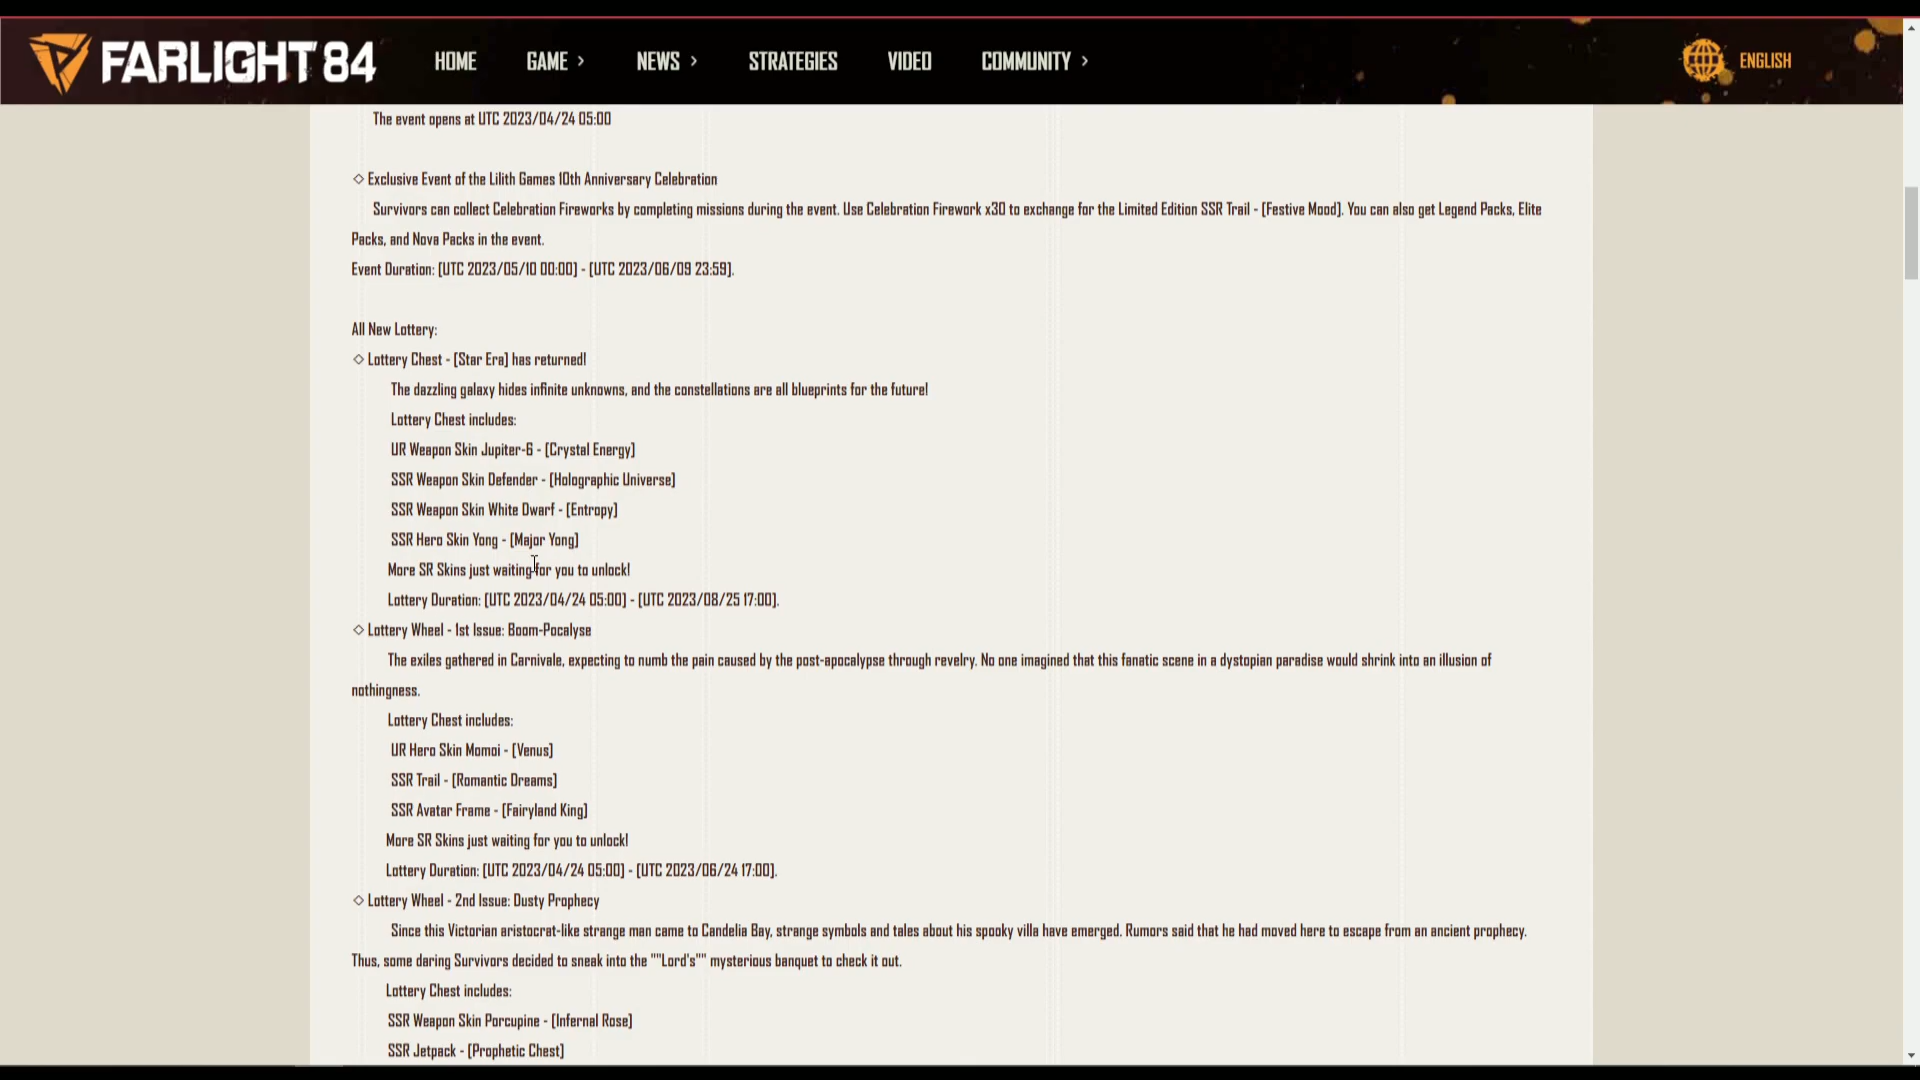 FARLIGHT 84 HOME GAME > NEWS > STRATEGIES VIDEO COMMUNITY > ENGLISH
The event opens at UTC 2023/04/24 05:00
◇ Exclusive Event of the Lilith Games 10th Anniversary Celebration
Survivors can collect Celebration Fireworks by completing missions during the event. Use Celebration Firework x30 to exchange for the Limited Edition SSR Trail - [Festive Mood]. You can also get Legend Packs, Elite
Packs, and Nova Packs in the event.
Event Duration: [UTC 2023/05/10 00:00] - [UTC 2023/06/09 23:59].
All New Lottery:
◇ Lottery Chest - [Star Era] has returned!
The dazzling galaxy hides infinite unknowns, and the constellations are all blueprints for the future!
Lottery Chest includes:
UR Weapon Skin Jupiter-6 - [Crystal Energy]
SSR Weapon Skin Defender - [Holographic Universe]
SSR Weapon Skin White Dwarf - [Entropy]
SSR Hero Skin Yong - [Major Yong]
More SR Skins just waiting for you to unlock!
Lottery Duration: [UTC 2023/04/24 05:00] - [UTC 2023/08/25 17:00].
◇ Lottery Wheel - 1st Issue: Boom-Pocalyse
The exiles gathered in Carnivale, expecting to numb the pain caused by the post-apocalypse through revelry. No one imagined that this fanatic scene in a dystopian paradise would shrink into an illusion of
nothingness.
Lottery Chest includes:
UR Hero Skin Momoi - [Venus]
SSR Trail - [Romantic Dreams]
SSR Avatar Frame - [Fairyland King]
More SR Skins just waiting for you to unlock!
Lottery Duration: [UTC 2023/04/24 05:00] - [UTC 2023/06/24 17:00].
◇ Lottery Wheel - 2nd Issue: Dusty Prophecy
Since this Victorian aristocrat-like strange man came to Candelia Bay, strange symbols and tales about his spooky villa have emerged. Rumors said that he had moved here to escape from an ancient prophecy.
Thus, some daring Survivors decided to sneak into the ""Lord's"" mysterious banquet to check it out.
Lottery Chest includes:
SSR Weapon Skin Porcupine - [Infernal Rose]
SSR Jetpack - [Prophetic Chest]